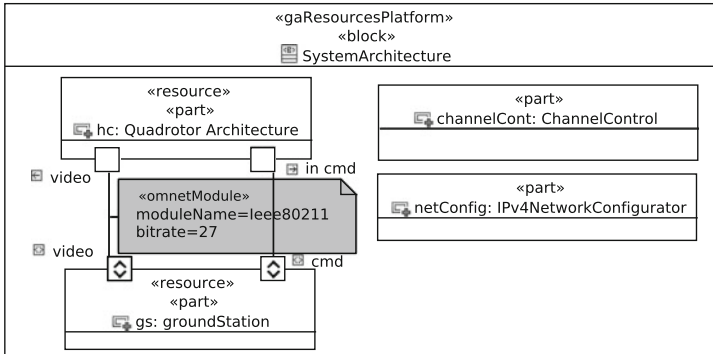 «gaResourcesPlatform»
«block»
SystemArchitecture
«resource»
«part»
hc: Quadrotor Architecture
«part»
channelCont: ChannelControl
video
in cmd
«omnetModule»
moduleName=Ieee80211
bitrate=27
«part»
netConfig: IPv4NetworkConfigurator
video
cmd
«resource»
«part»
gs: groundStation